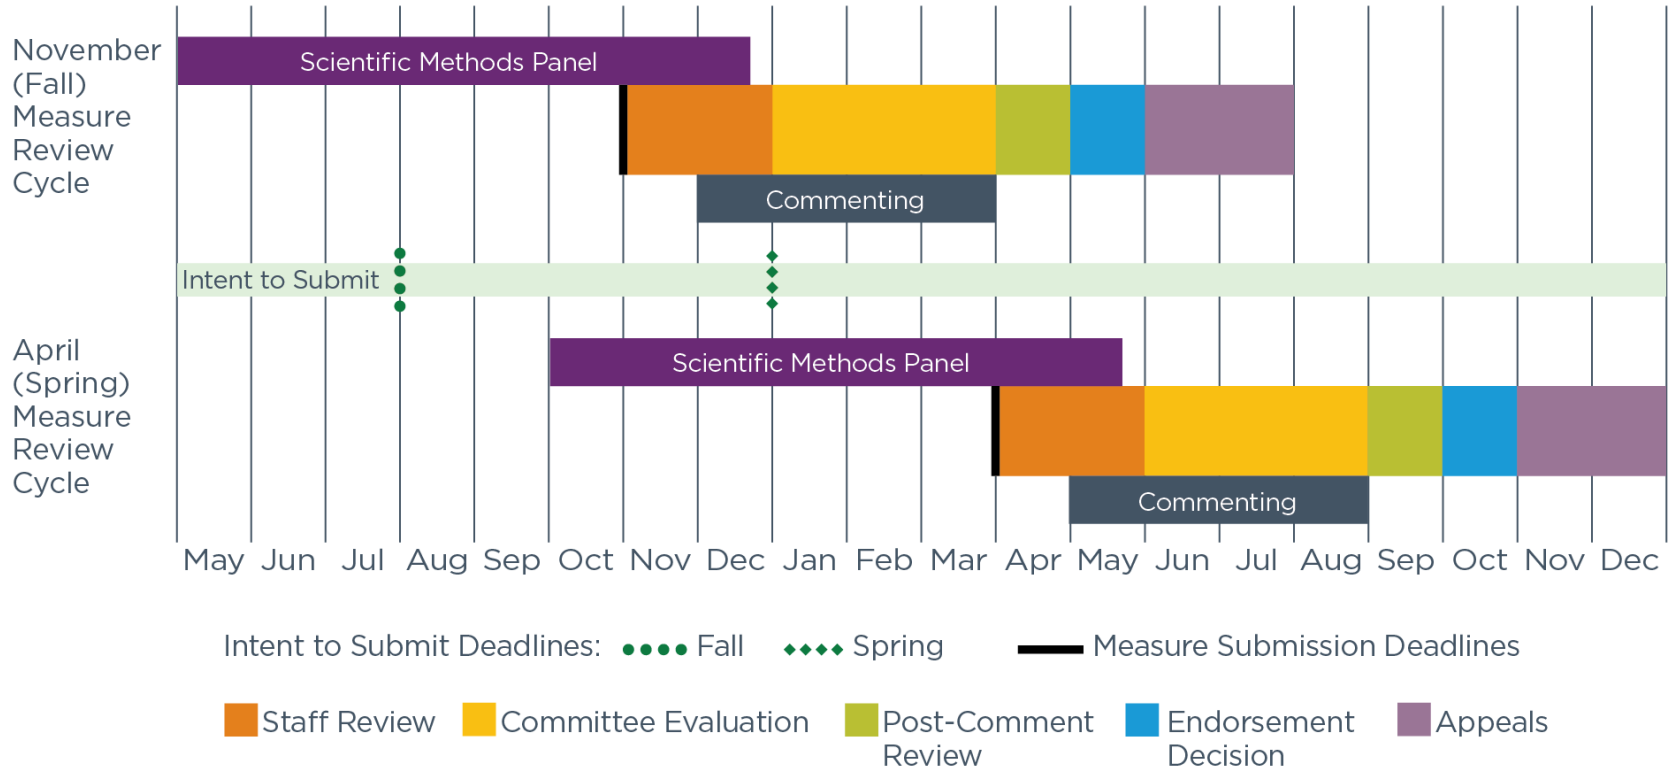 November
(Fall)
Measure
Review
Cycle
Scientific Methods Panel
Commenting
Intent to Submit
April
(Spring)
Measure
Review
Cycle
Scientific Methods Panel
Commenting
May Jun Jul Aug Sep Oct Nov Dec Jan Feb Mar Apr May Jun Jul Aug Sep Oct Nov Dec
Intent to Submit Deadlines: Fall Spring Measure Submission Deadlines
Staff Review
Committee Evaluation
Post-Comment
Review
Endorsement
Decision
Appeals